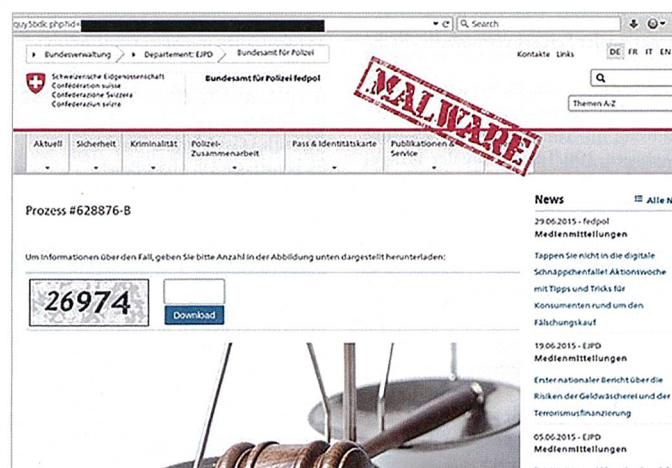 quy5bdk.php?id=
Search
Bundesverwaltung
Departement: EJPD
Bundesamt für Polizei
Kontakte Links
DE FR IT EN
Schweizerische Eidgenossenschaft
Confédération suisse
Confederazione Svizzera
Confederaziun svizra
Bundesamt für Polizei fedpol
MALWARE
Themen A-Z
Aktuell
Sicherheit
Kriminalität
Polizei-
Zusammenarbeit
Pass & Identitätskarte
Publikationen &
Service
Prozess #628876-B
Um Informationen über den Fall, geben Sie bitte Anzahl in der Abbildung unten dargestellt herunterladen:
26974
Download
News
Alle N
29.06.2015 - fedpol
Medienmitteilungen
Tappen Sie nicht in die digitale
Schnäppchenfalle! Aktionswoche
mit Tipps und Tricks für
Konsumenten rund um den
Fälschungskauf
19.06.2015 - EJPD
Medienmitteilungen
Erster nationaler Bericht über die
Risiken der Geldwäscherei und der
Terrorismusfinanzierung
05.06.2015 - EJPD
Medienmitteilungen